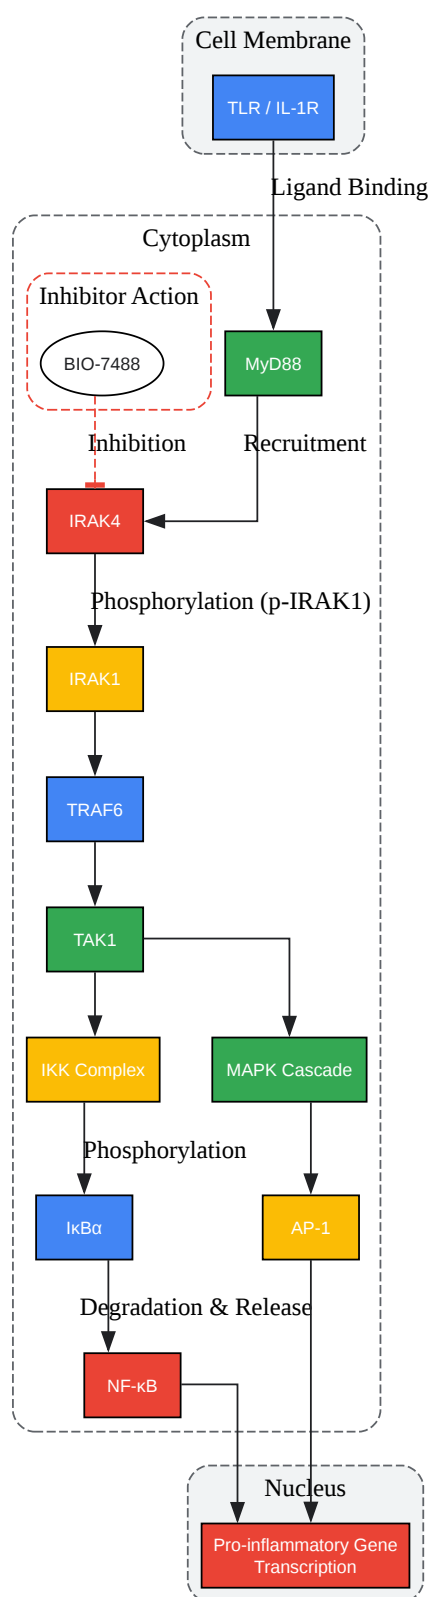 Cell Membrane
TLR / IL-1R
Ligand Binding
Cytoplasm
Inhibitor Action
BIO-7488
MyD88
Inhibition
Recruitment
IRAK4
Phosphorylation (p-IRAK1)
IRAK1
TRAF6
TAK1
IKK Complex
MAPK Cascade
Phosphorylation
IκBα
AP-1
Degradation & Release
NF-κB
Nucleus
Pro-inflammatory Gene
Transcription